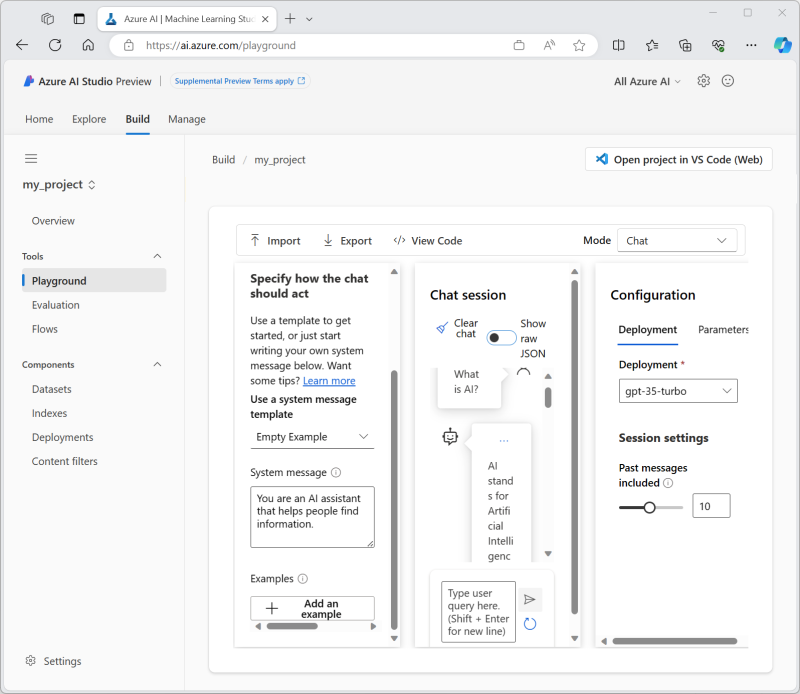 Azure AI | Machine Learning Stu
https://ai.azure.com/playground
Azure AI Studio Preview
Supplemental Preview Terms apply
All Azure AI
Home
Explore
Build
Manage
my_project
Overview
Tools
Playground
Evaluation
Flows
Components
Datasets
Indexes
Deployments
Content filters
Settings
Build / my_project
Open project in VS Code (Web)
Import
Export
View Code
Mode
Chat
Specify how the chat
should act
Use a template to get
started, or just start
writing your own system
message below. Want
some tips? Learn more
Use a system message
template
Empty Example
System message
You are an AI assistant
that helps people find
information.
Examples
Add an
example
Chat session
Clear
chat
Show
raw
JSON
What
is AI?
...
AI
stand
s for
Artifi
cial
Intelli
genc
Type user
query here.
(Shift + Enter
for new line)
Configuration
Deployment
Parameters
Deployment *
gpt-35-turbo
Session settings
Past messages
included
10